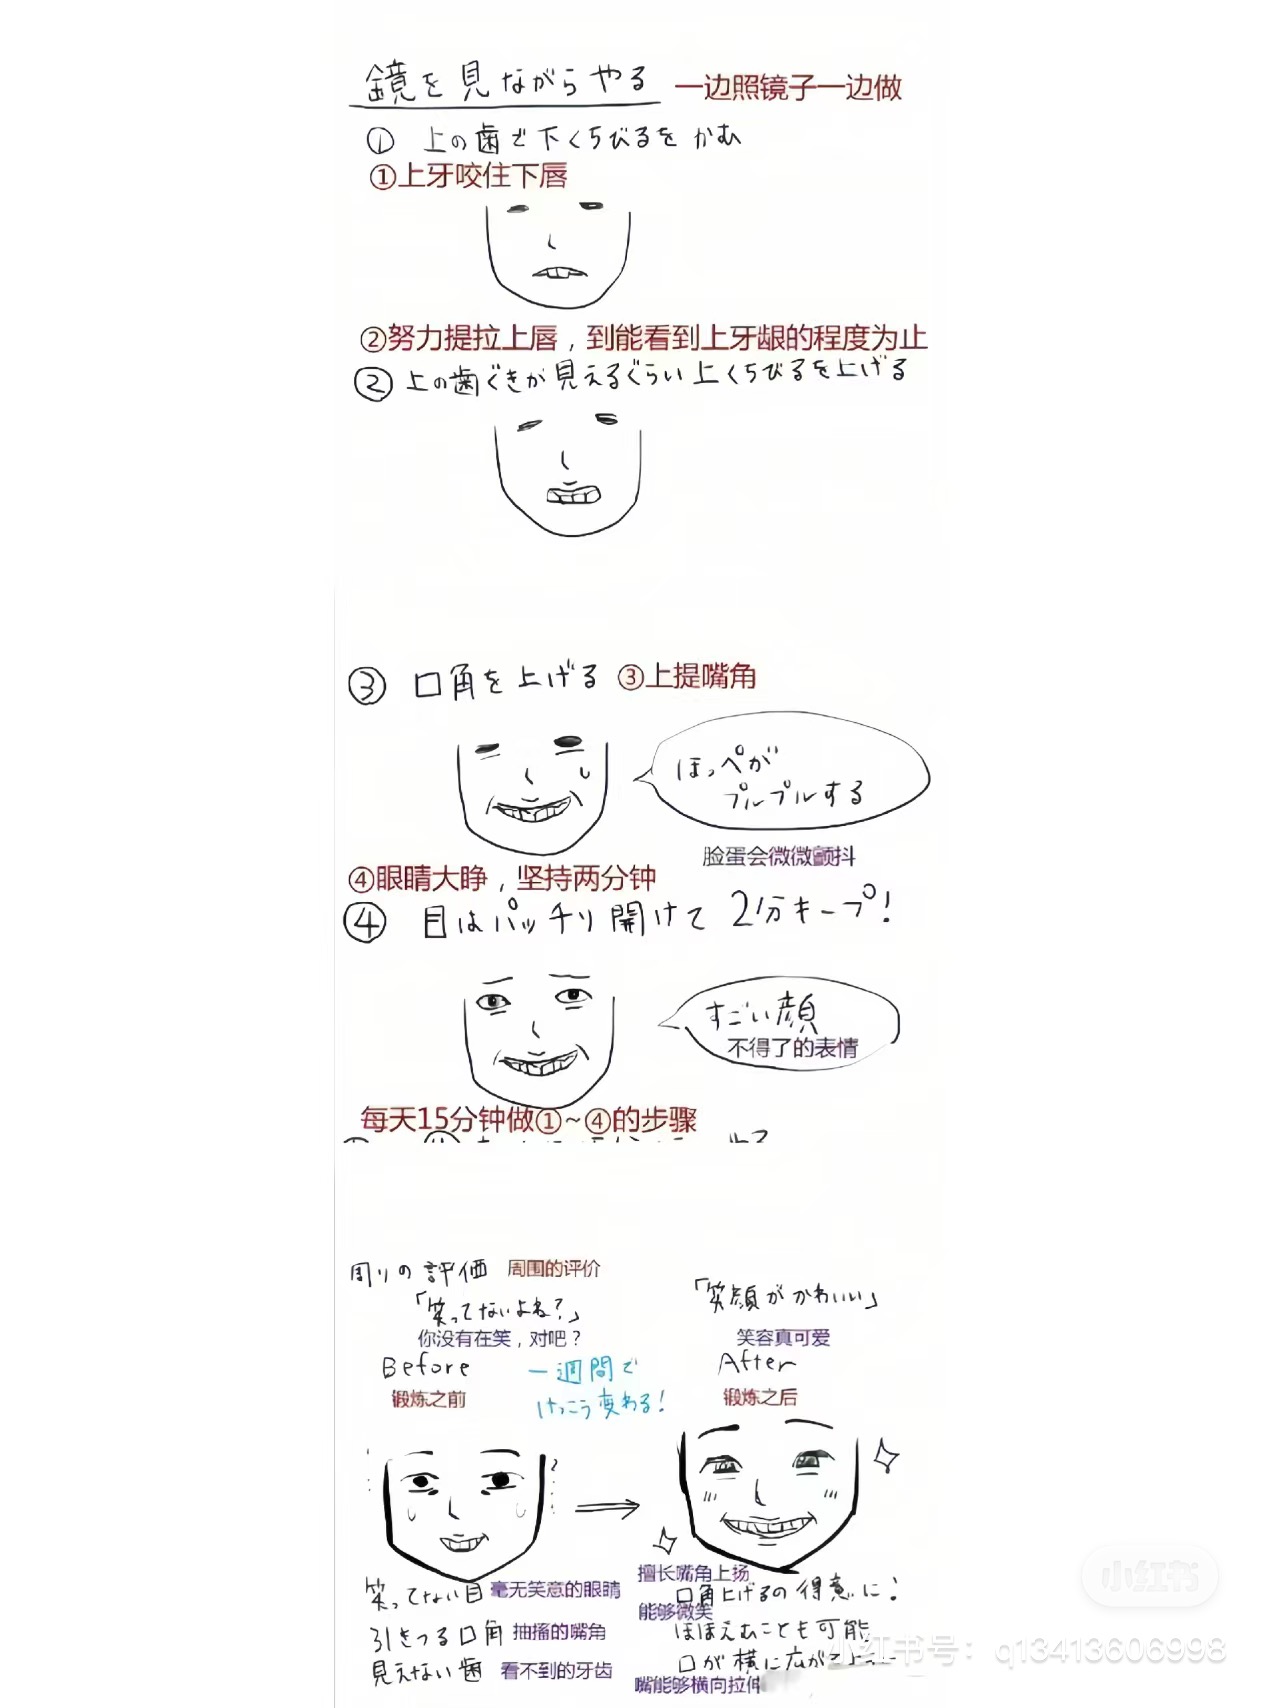 鏡を見ながらやる 一边照镜子一边做
① 上の歯で下くちびるをかむ
①上牙咬住下唇
②努力提拉上唇，到能看到上牙龈的程度为止
② 上の歯ぐきが見えるぐらい上くちびるを上げる
③ 口角を上げる ③上提嘴角
ほっぺが
プルプルする
脸蛋会微微颤抖
④眼睛大睁，坚持两分钟
④ 目はパッチリ開けて 2分キープ!
すごい顔
不得了的表情
每天15分钟做①~④的步骤
周りの評価 周围的评价
「笑ってないよね?」
你没有在笑，对吧？
「笑顔がかわいい」
笑容真可爱
Before
锻炼之前
一週間で
けっこう変わる!
After
锻炼之后
笑ってない目 毫无笑意的眼睛
引きつる口角 抽搐的嘴角
見えない歯 看不到的牙齿
擅长嘴角上扬
口角上げるの得意に!
能够微笑
ほほえむことも可能
口が横に広がる
嘴能够横向拉伸
小红书
小红书号：q13413606998